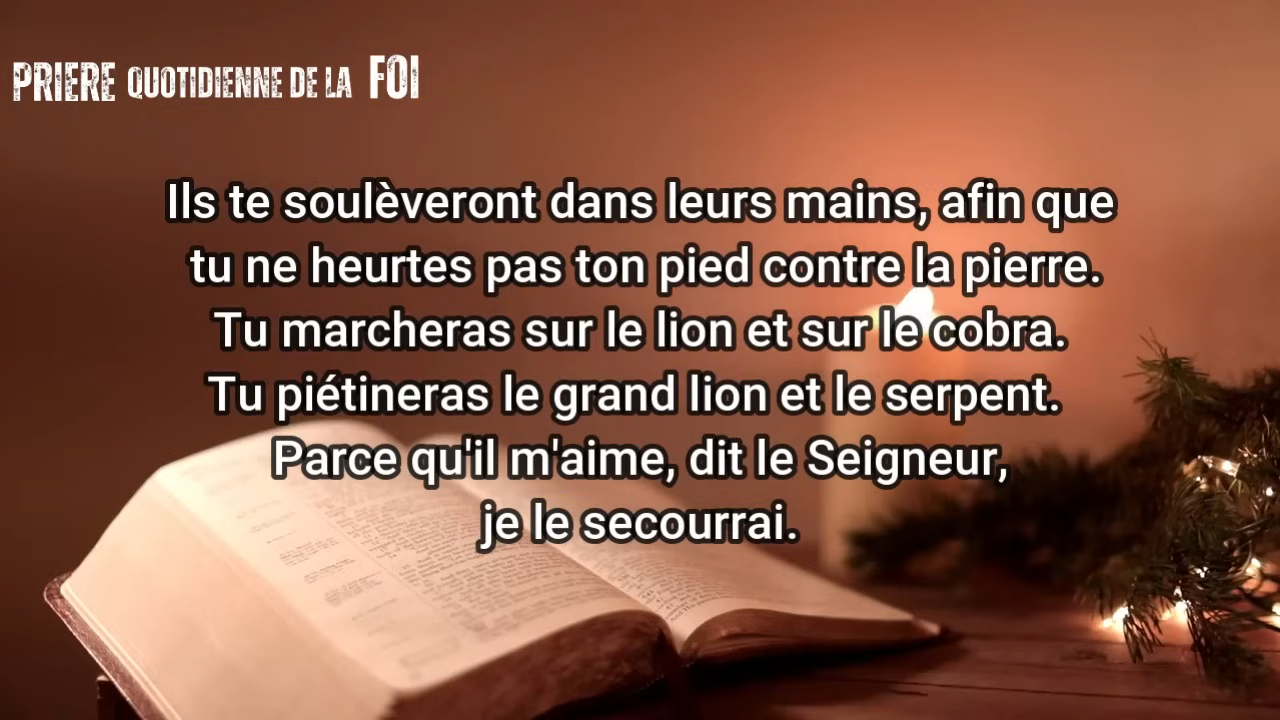 PRIERE QUOTIDIENNE DE LA FOI
Ils te soulèveront dans leurs mains, afin que
tu ne heurtes pas ton pied contre la pierre.
Tu marcheras sur le lion et sur le cobra.
Tu piétineras le grand lion et le serpent.
Parce qu'il m'aime, dit le Seigneur,
je le secourrai.